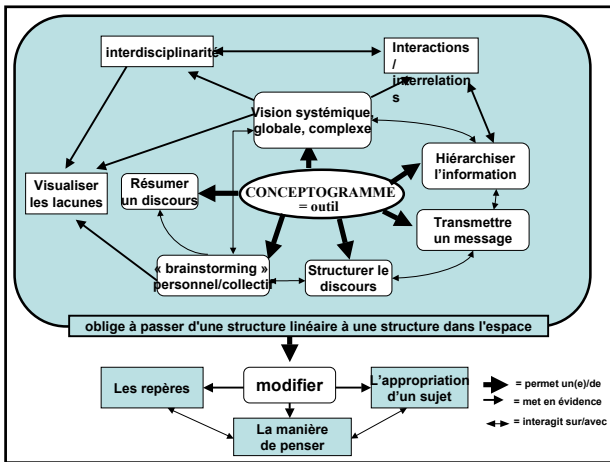 interdisciplinarité
Interactions
/
interrelation
s
Vision systémique,
globale, complexe
Hiérarchiser
l'information
Visualiser
les lacunes
Résumer
un discours
CONCEPTOGRAMME
= outil
Transmettre
un message
« brainstorming »
personnel/collectif
Structurer le
discours
oblige à passer d'une structure linéaire à une structure dans l'espace
Les repères
modifier
L'appropriation
d'un sujet
La manière
de penser
= permet un(e)/de
= met en évidence
= interagit sur/avec